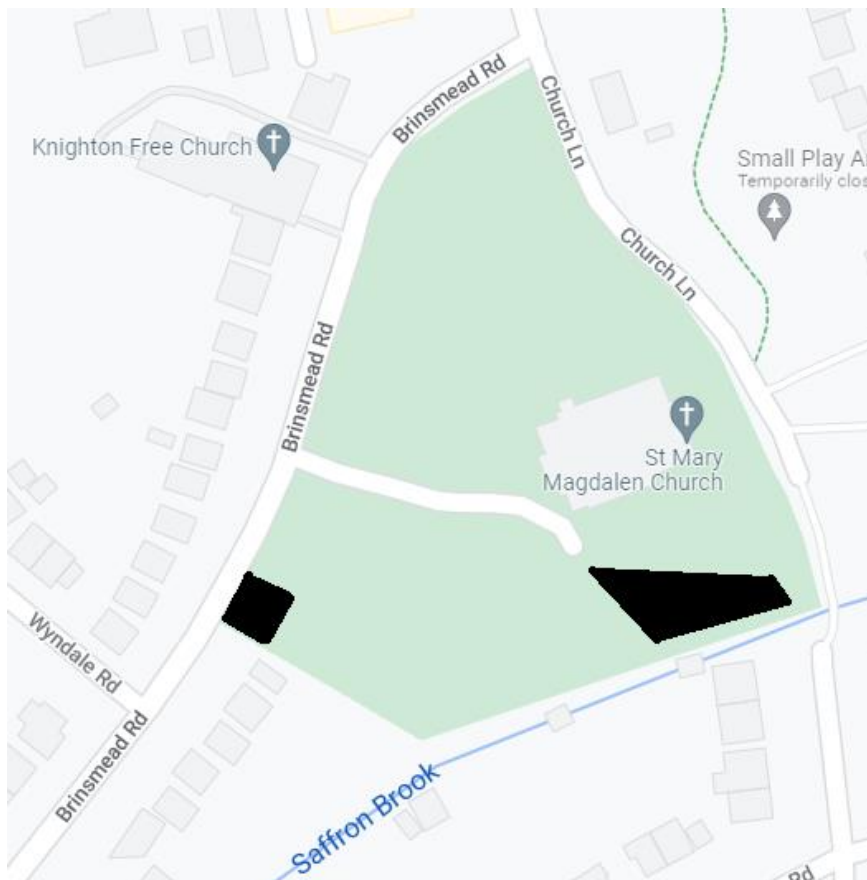 Brinsmead Rd
Church Ln
Knighton Free Church
Small Play A
Temporarily clos
Church Ln
Brinsmead Rd
St Mary
Magdalen Church
Wyndale Rd
Brinsmead Rd
Saffron Brook
Rd